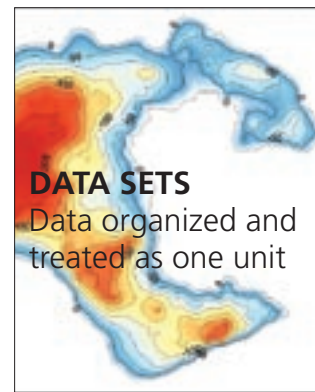 DATA SETS
Data organized and
treated as one unit